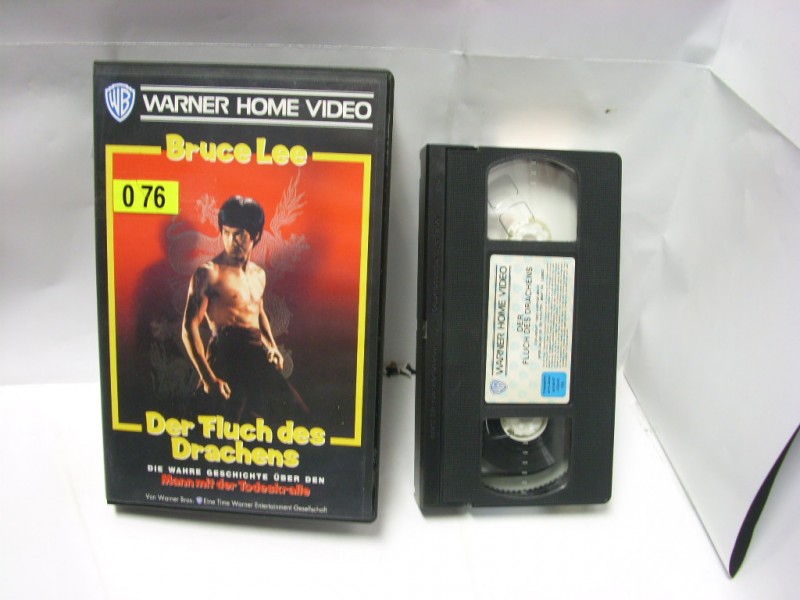 WB WARNER HOME VIDEO
Bruce Lee
0 76
Der Fluch des
Drachens
DIE WAHRE GESCHICHTE ÜBER DEN
Mann mit der Todeskralle
Von Warner Bros. Eine Time Warner Entertainment Gesellschaft
WB WARNER HOME VIDEO
DER
FLUCH DES DRACHENS